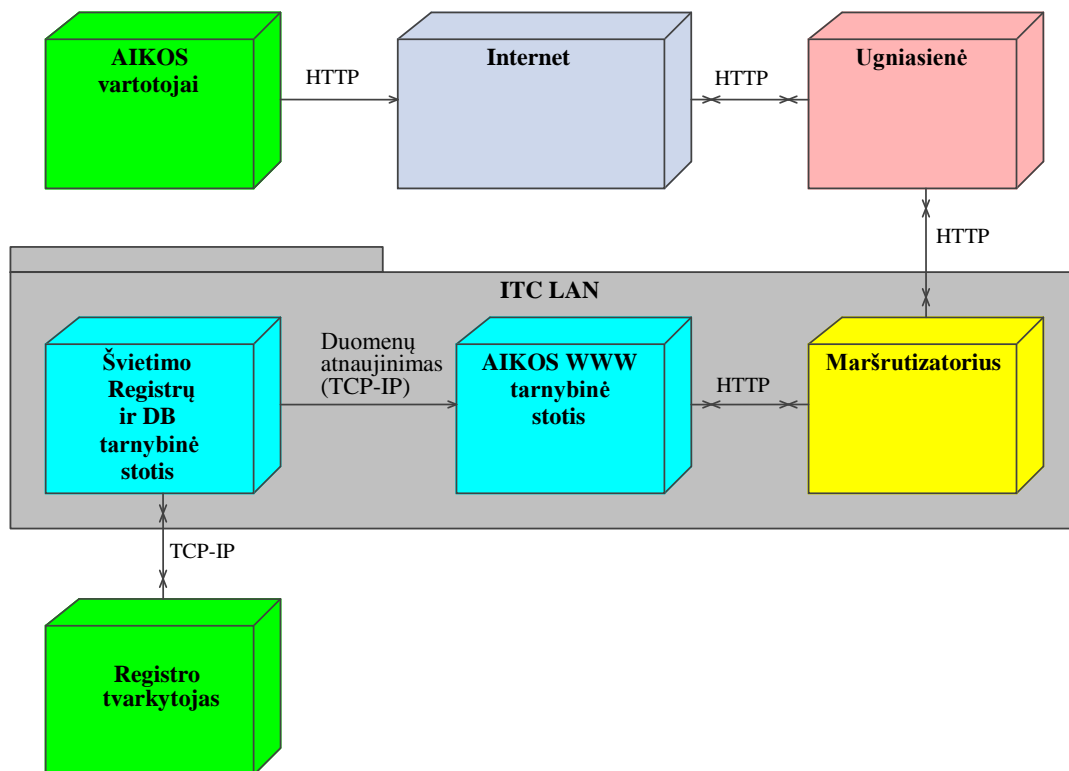 AIKOS
vartotojai
HTTP
Internet
HTTP
Ugniasienė
HTTP
ITC LAN
Švietimo
Registrų
ir DB
tarnybinė
stotis
Duomenų
atnaujinimas
(TCP-IP)
AIKOS WWW
tarnybinė
stotis
HTTP
Maršrutizatorius
TCP-IP
Registro
tvarkytojas